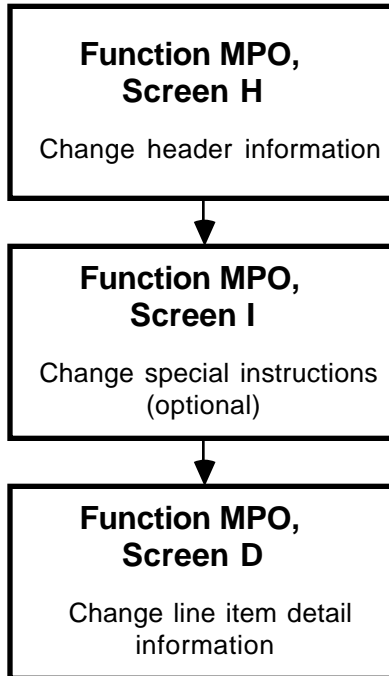 Function MPO,
Screen H
Change header information
Function MPO,
Screen I
Change special instructions
(optional)
Function MPO,
Screen D
Change line item detail
information